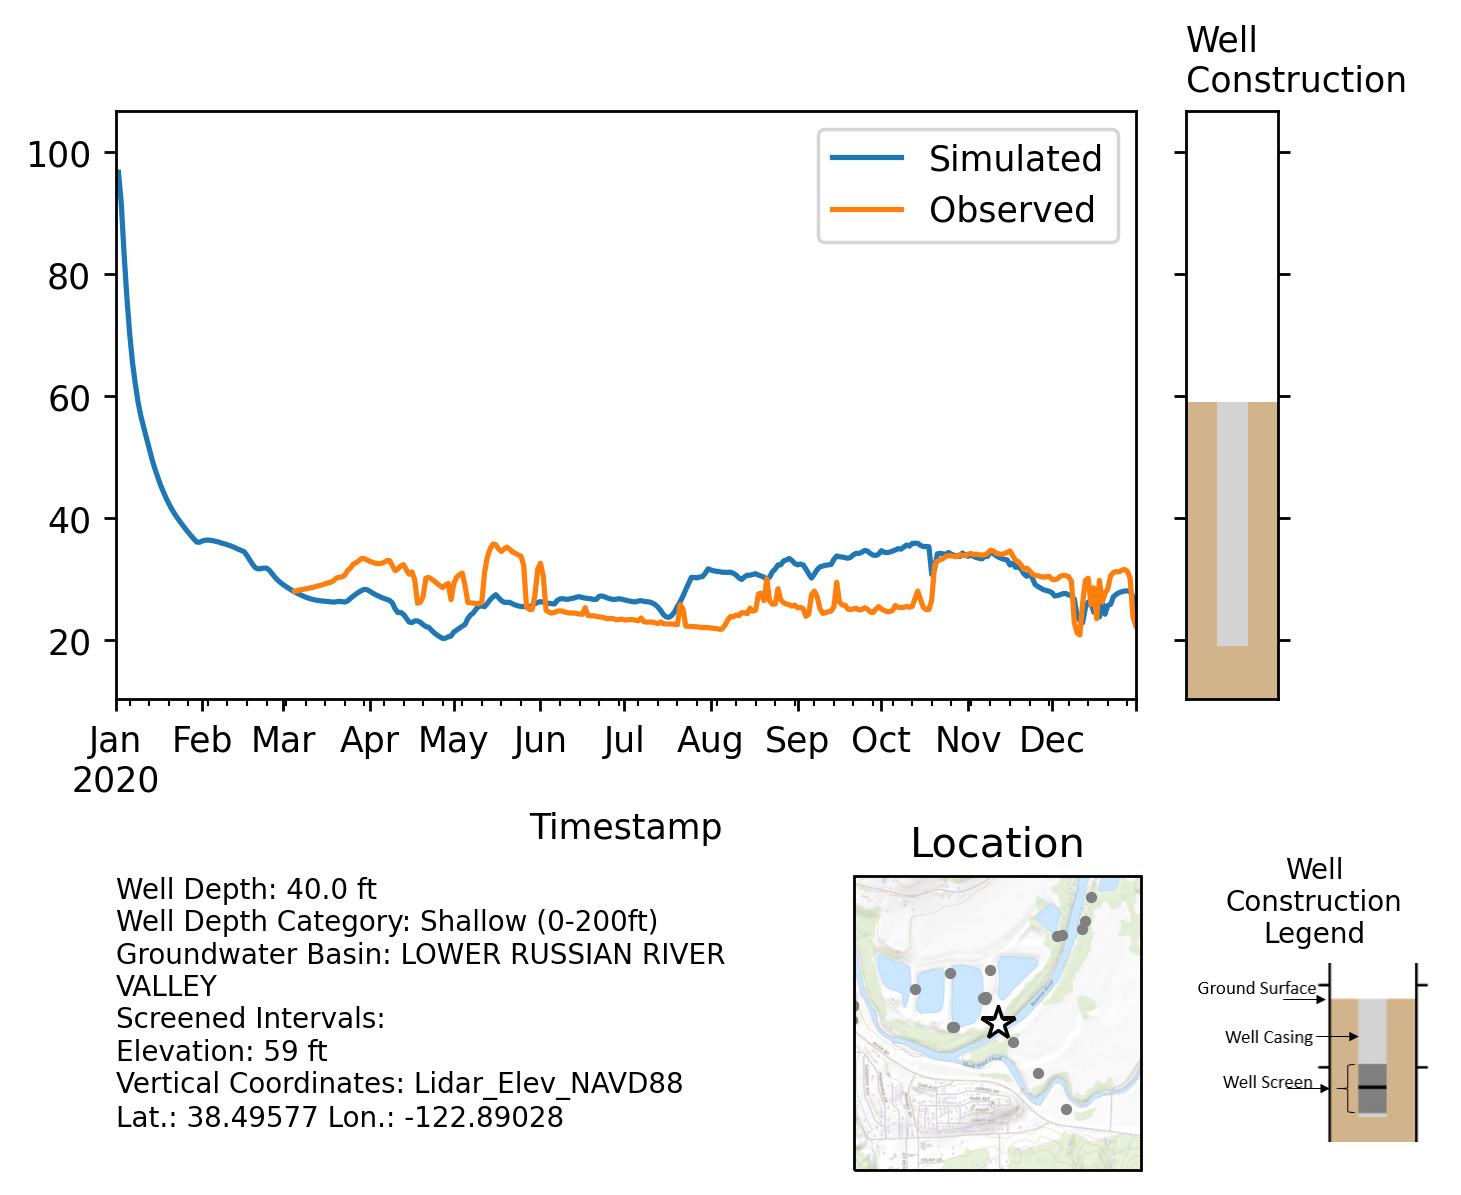 Well
Construction
100
80
60
40
20
Simulated
Observed
Jan
2020
Feb
Mar
Apr
May
Jun
Jul
Aug
Sep
Oct
Nov
Dec
Timestamp
Well Depth: 40.0 ft
Well Depth Category: Shallow (0-200ft)
Groundwater Basin: LOWER RUSSIAN RIVER
VALLEY
Screened Intervals:
Elevation: 59 ft
Vertical Coordinates: Lidar_Elev_NAVD88
Lat.: 38.49577 Lon.: -122.89028
Location
Well
Construction
Legend
Ground Surface
Well Casing
Well Screen